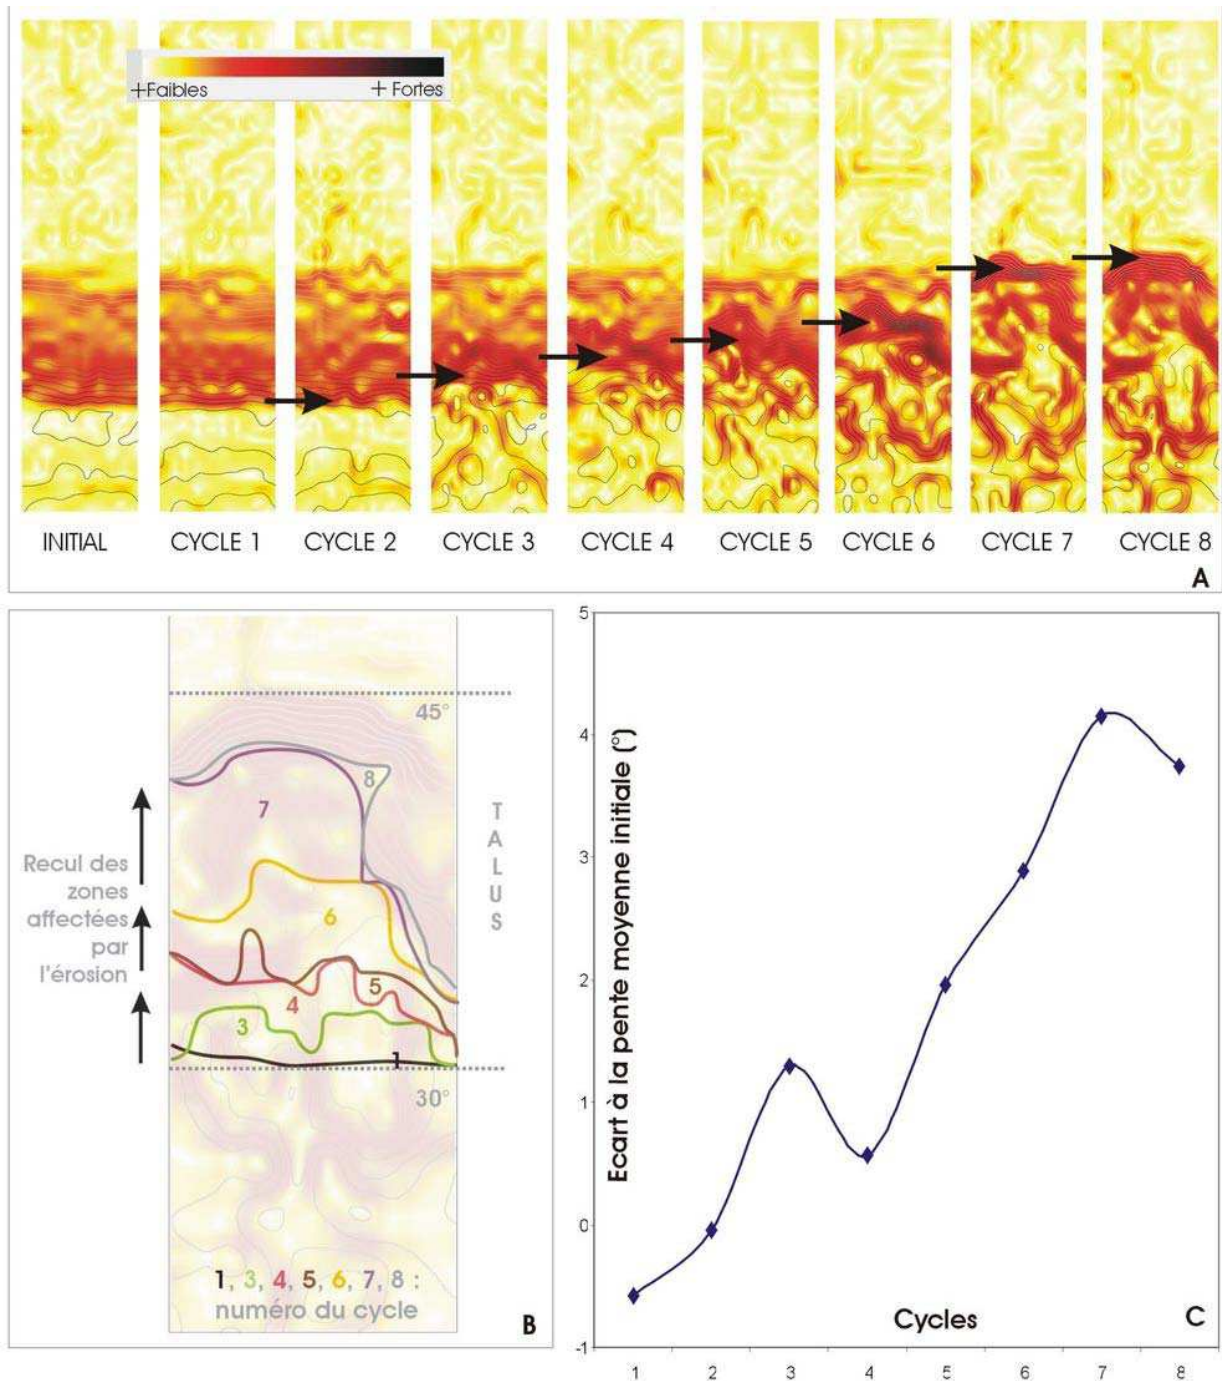 +Faibles + Fortes
INITIAL CYCLE 1 CYCLE 2 CYCLE 3 CYCLE 4 CYCLE 5 CYCLE 6 CYCLE 7 CYCLE 8
A
45°
8
7
T
A
L
U
S
Recul des
zones
affectées
par
l'érosion
6
5
4
3
1
30°
1, 3, 4, 5, 6, 7, 8 :
numéro du cycle
B
Ecart à la pente moyenne initiale (°)
5
4
3
2
1
0
-1
Cycles
C
1 2 3 4 5 6 7 8